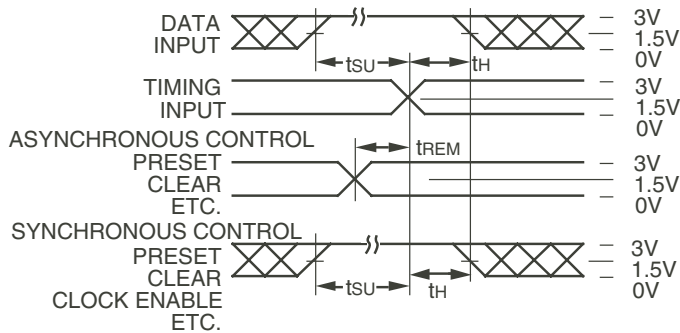 DATA
INPUT
3V
1.5V
0V
tSU
tH
TIMING
INPUT
3V
1.5V
0V
ASYNCHRONOUS CONTROL
PRESET
CLEAR
ETC.
tREM
3V
1.5V
0V
SYNCHRONOUS CONTROL
PRESET
CLEAR
CLOCK ENABLE
ETC.
tSU
tH
3V
1.5V
0V